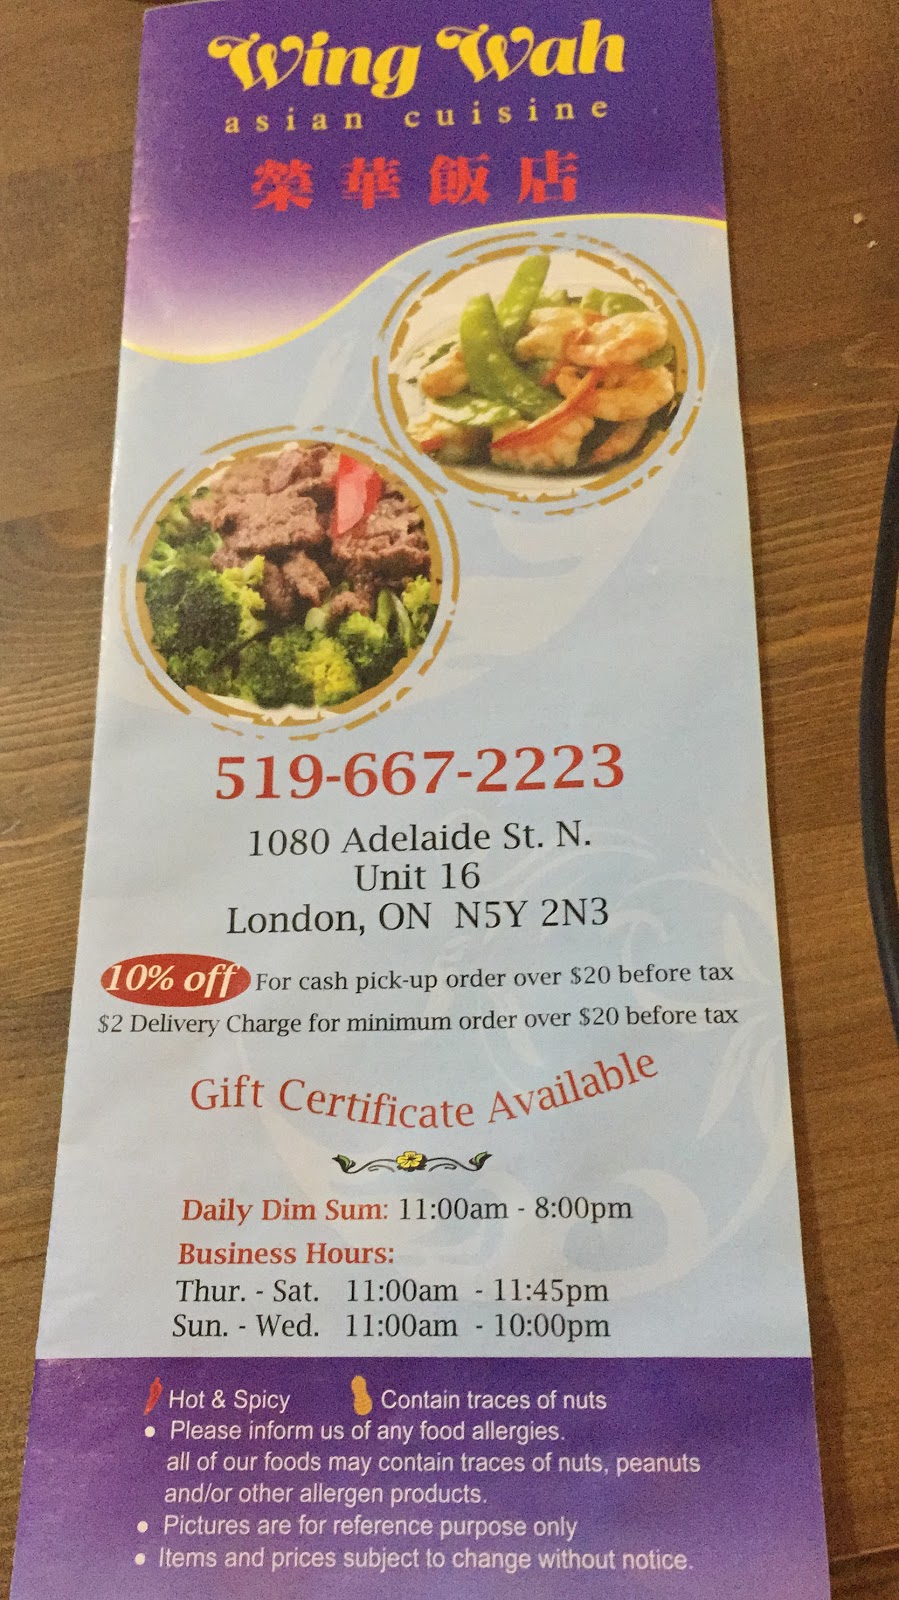 Wing Wah
asian cuisine
榮華飯店
519-667-2223
1080 Adelaide St. N.
Unit 16
London, ON N5Y 2N3
10% off For cash pick-up order over $20 before tax
$2 Delivery Charge for minimum order over $20 before tax
Gift Certificate Available
Daily Dim Sum: 11:00am - 8:00pm
Business Hours:
Thur. - Sat. 11:00am - 11:45pm
Sun. - Wed. 11:00am - 10:00pm
Hot & Spicy Contain traces of nuts
• Please inform us of any food allergies.
all of our foods may contain traces of nuts, peanuts
and/or other allergen products.
• Pictures are for reference purpose only
• Items and prices subject to change without notice.